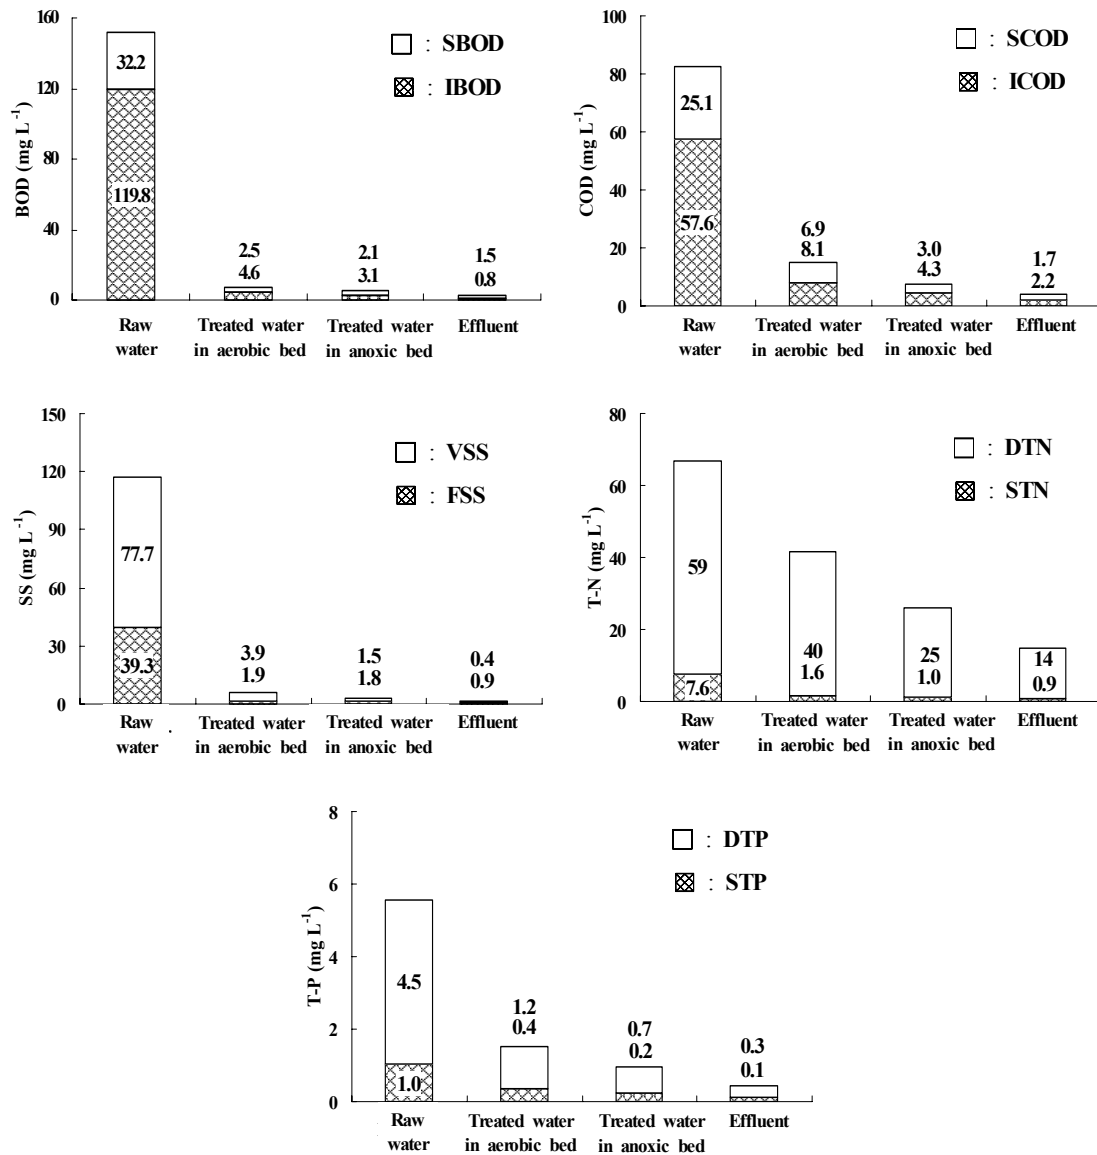 160
120
80
40
0
BOD (mg L-1)
: SBOD
: IBOD
32.2
119.8
2.5
4.6
2.1
3.1
1.5
0.8
Raw water
Treated water in aerobic bed
Treated water in anoxic bed
Effluent
100
80
60
40
20
0
COD (mg L-1)
: SCOD
: ICOD
25.1
57.6
6.9
8.1
3.0
4.3
1.7
2.2
Raw water
Treated water in aerobic bed
Treated water in anoxic bed
Effluent
150
120
90
60
30
0
SS (mg L-1)
: VSS
: FSS
77.7
39.3
3.9
1.9
1.5
1.8
0.4
0.9
Raw water
Treated water in aerobic bed
Treated water in anoxic bed
Effluent
80
60
40
20
0
T-N (mg L-1)
: DTN
: STN
59
7.6
40
1.6
25
1.0
14
0.9
Raw water
Treated water in aerobic bed
Treated water in anoxic bed
Effluent
8
6
4
2
0
T-P (mg L-1)
: DTP
: STP
4.5
1.0
1.2
0.4
0.7
0.2
0.3
0.1
Raw water
Treated water in aerobic bed
Treated water in anoxic bed
Effluent